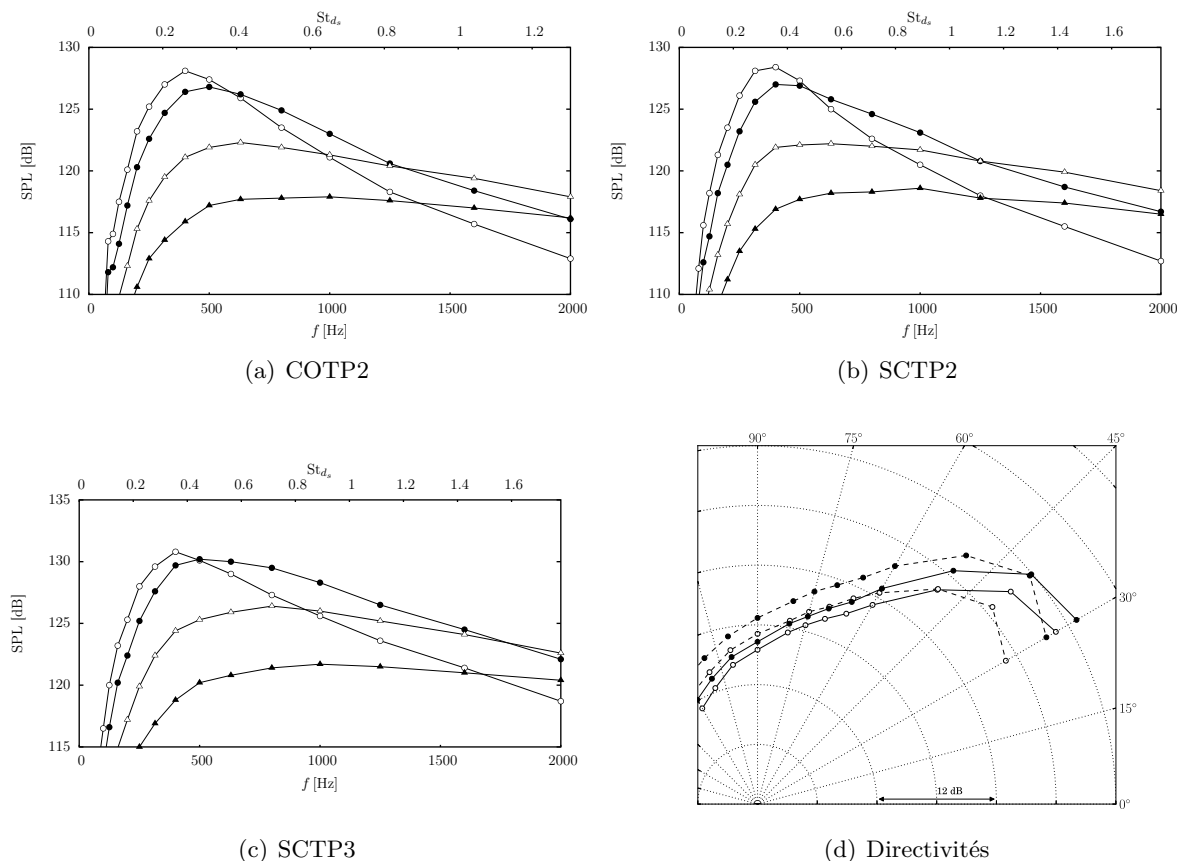 St_{d_s}
0 0.2 0.4 0.6 0.8 1 1.2
130
125
120
115
110
SPL [dB]
0 500 1000 1500 2000
f [Hz]
(a) COTP2
St_{d_s}
0 0.2 0.4 0.6 0.8 1 1.2 1.4 1.6
130
125
120
115
110
SPL [dB]
0 500 1000 1500 2000
f [Hz]
(b) SCTP2
St_{d_s}
0 0.2 0.4 0.6 0.8 1 1.2 1.4 1.6
135
130
125
120
115
SPL [dB]
0 500 1000 1500 2000
f [Hz]
(c) SCTP3
90° 75° 60° 45°
30°
15°
12 dB
0°
(d) Directivités